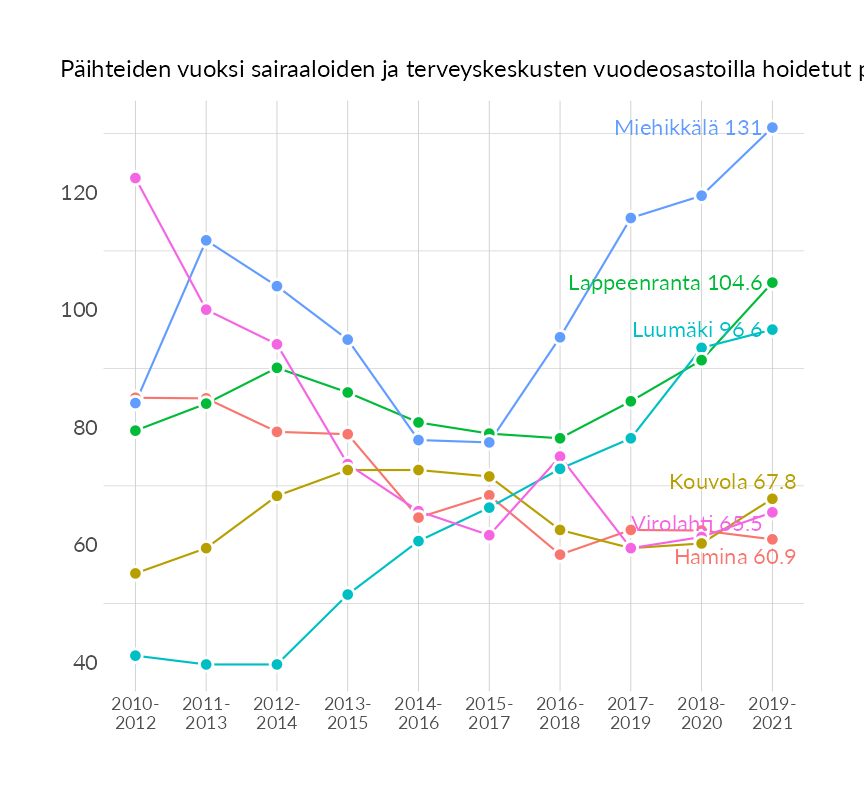 Päihteiden vuoksi sairaaloiden ja terveyskeskusten vuodeosastoilla hoidetut
Miehikkälä 131
120
Lappeenranta 104.6
100
Luumäki 96.6
80
Kouvola 67.8
Virolahti 65.5
60
Hamina 60.9
40
2010- 2011- 2012- 2013- 2014- 2015- 2016- 2017- 2018- 2019-
2012 2013 2014 2015 2016 2017 2018 2019 2020 2021